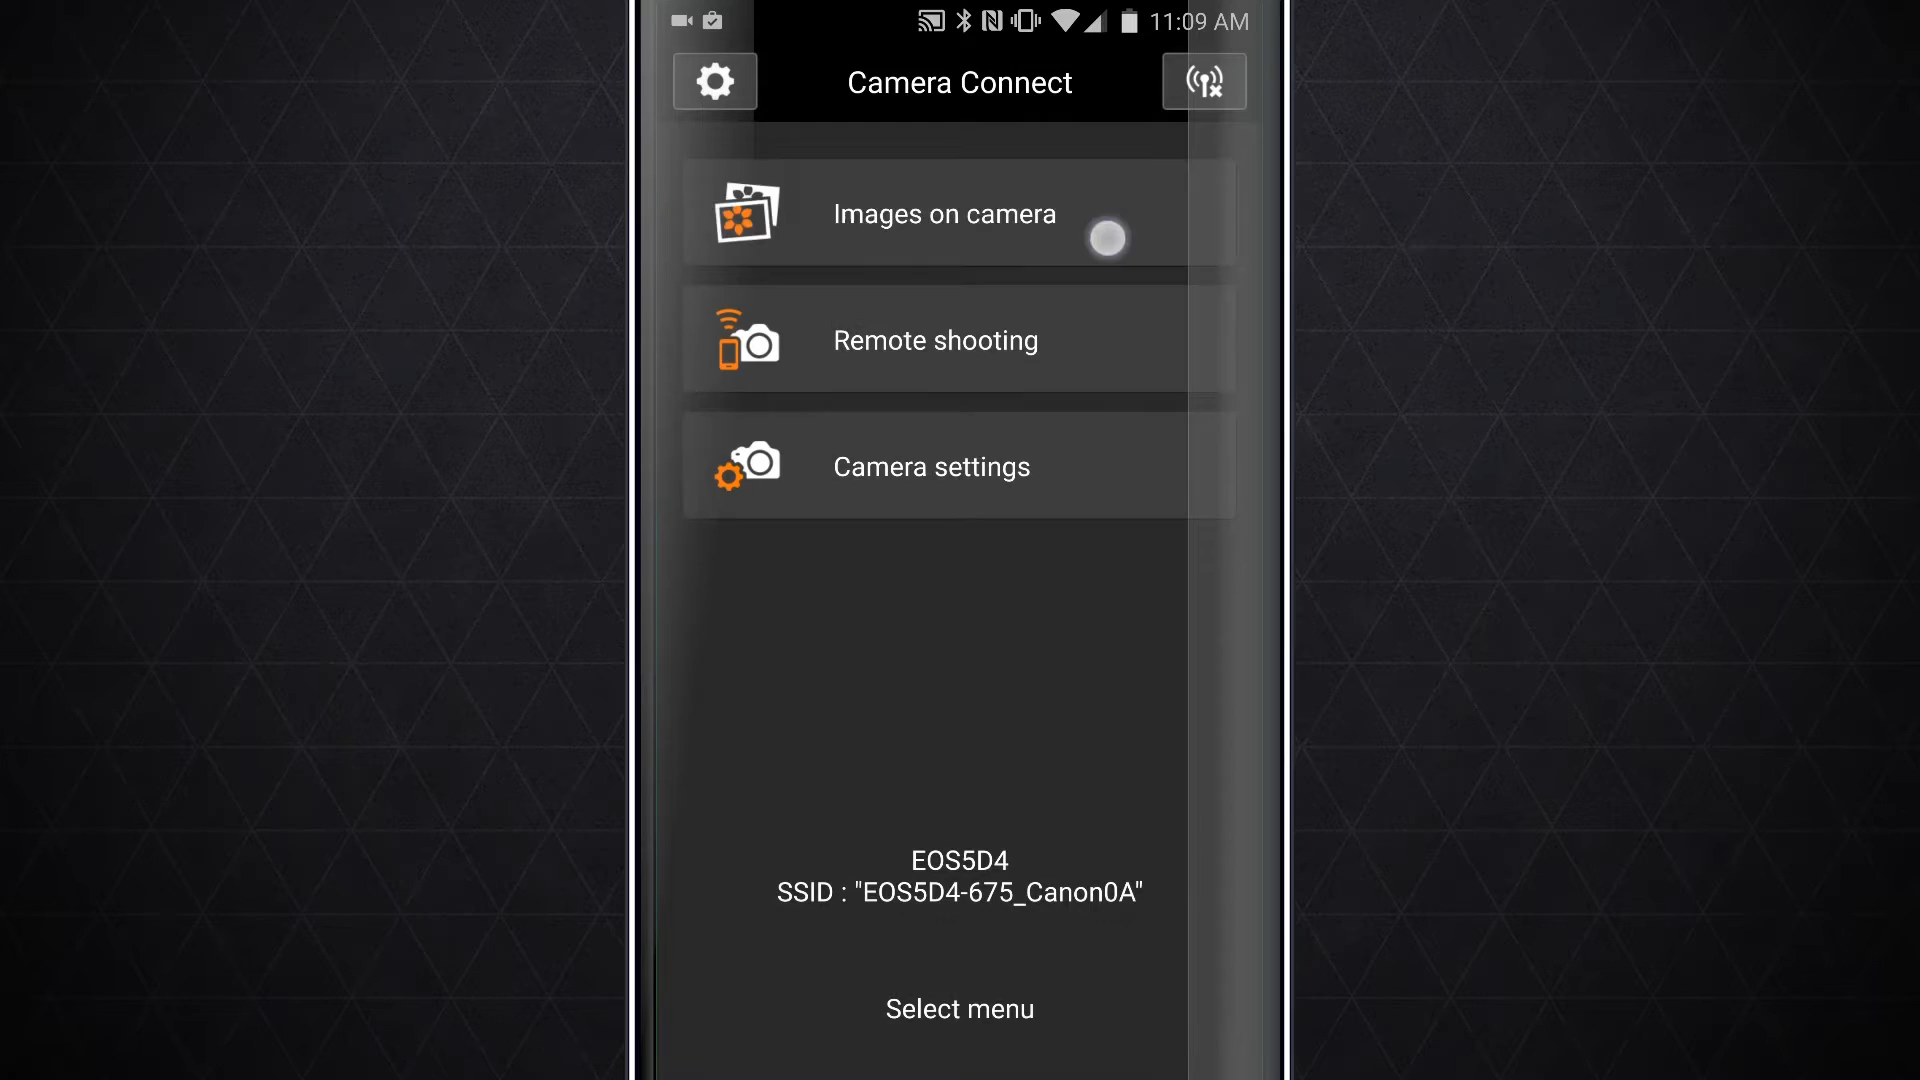 11:09 AM
Camera Connect
Images on camera
Remote shooting
Camera settings
EOS5D4
SSID : "EOS5D4-675_Canon0A"
Select menu